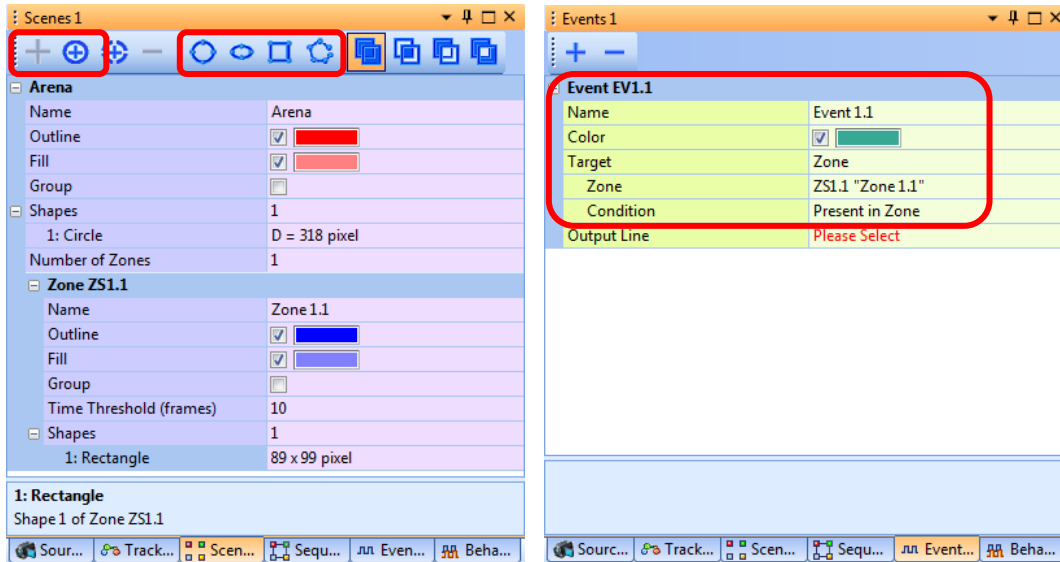 Scenes 1
Arena
Name Arena
Outline
Fill
Group
Shapes 1
1: Circle D = 318 pixel
Number of Zones 1
Zone ZS1.1
Name Zone 1.1
Outline
Fill
Group
Time Threshold (frames) 10
Shapes 1
1: Rectangle 89 x 99 pixel
1: Rectangle
Shape 1 of Zone ZS1.1
Sour... Track... Scen... Sequ... Even... Beha...
Events 1
Event EV1.1
Name Event 1.1
Color
Target Zone
Zone ZS1.1 "Zone 1.1"
Condition Present in Zone
Output Line Please Select
Sourc... Track... Scen... Sequ... Event... Beha...